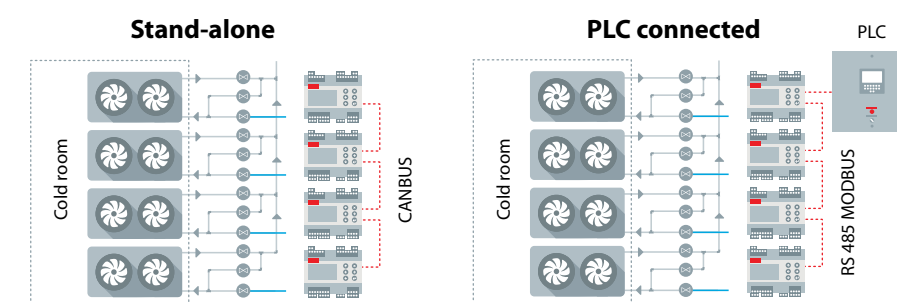 Stand-alone
PLC connected
PLC
Cold room
CANBUS
Cold room
RS 485 MODBUS